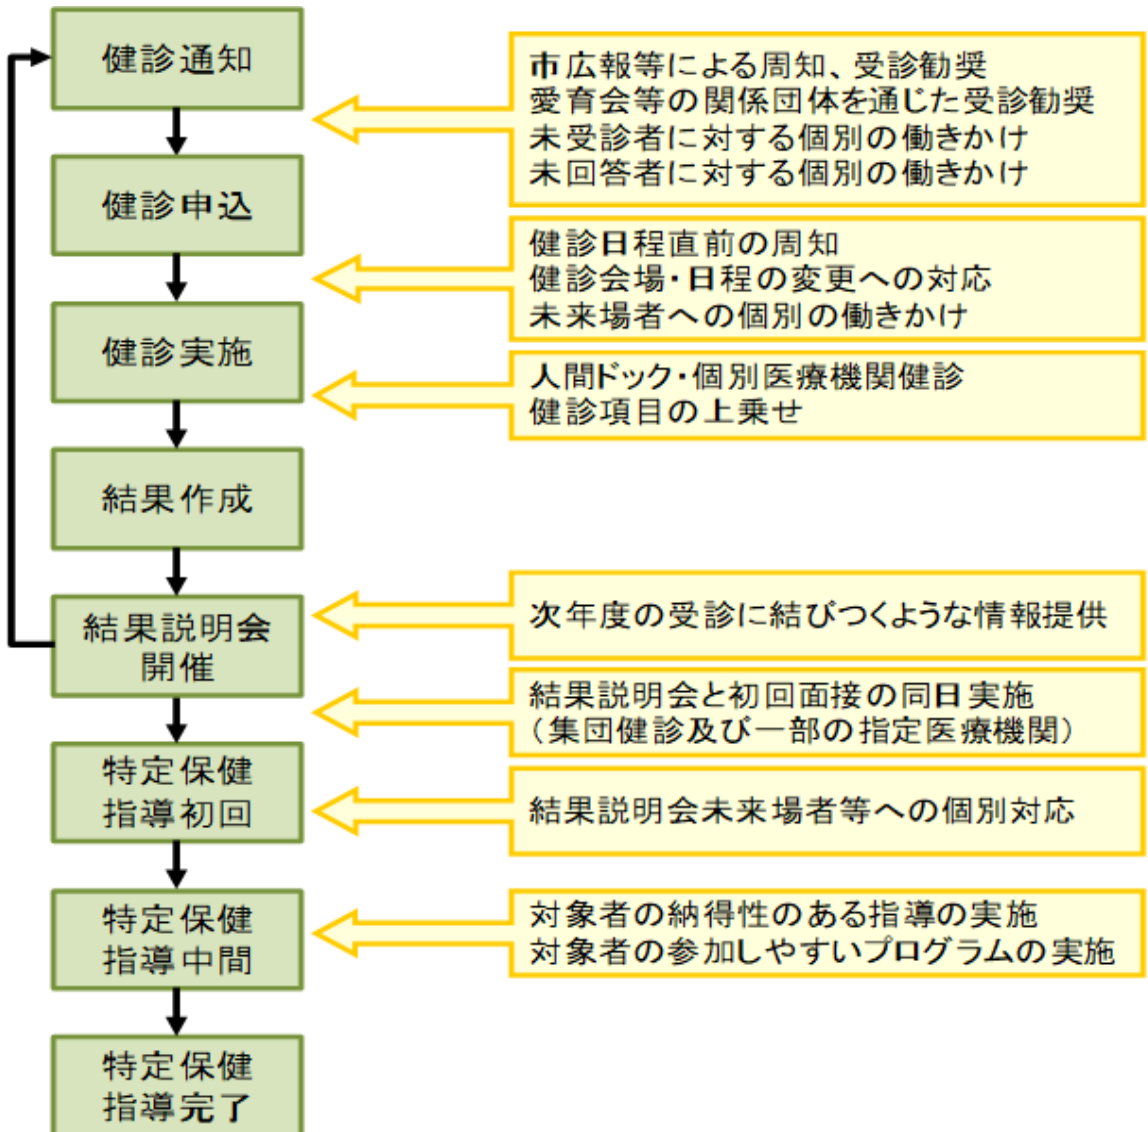 健診通知
市広報等による周知、受診勧奨
愛育会等の関係団体を通じた受診勧奨
未受診者に対する個別の働きかけ
未回答者に対する個別の働きかけ
健診申込
健診日程直前の周知
健診会場・日程の変更への対応
未来場者への個別の働きかけ
健診実施
人間ドック・個別医療機関健診
健診項目の上乗せ
結果作成
結果説明会
開催
次年度の受診に結びつくような情報提供
結果説明会と初回面接の同日実施
（集団健診及び一部の指定医療機関）
特定保健
指導初回
結果説明会未来場者等への個別対応
特定保健
指導中間
対象者の納得性のある指導の実施
対象者の参加しやすいプログラムの実施
特定保健
指導完了